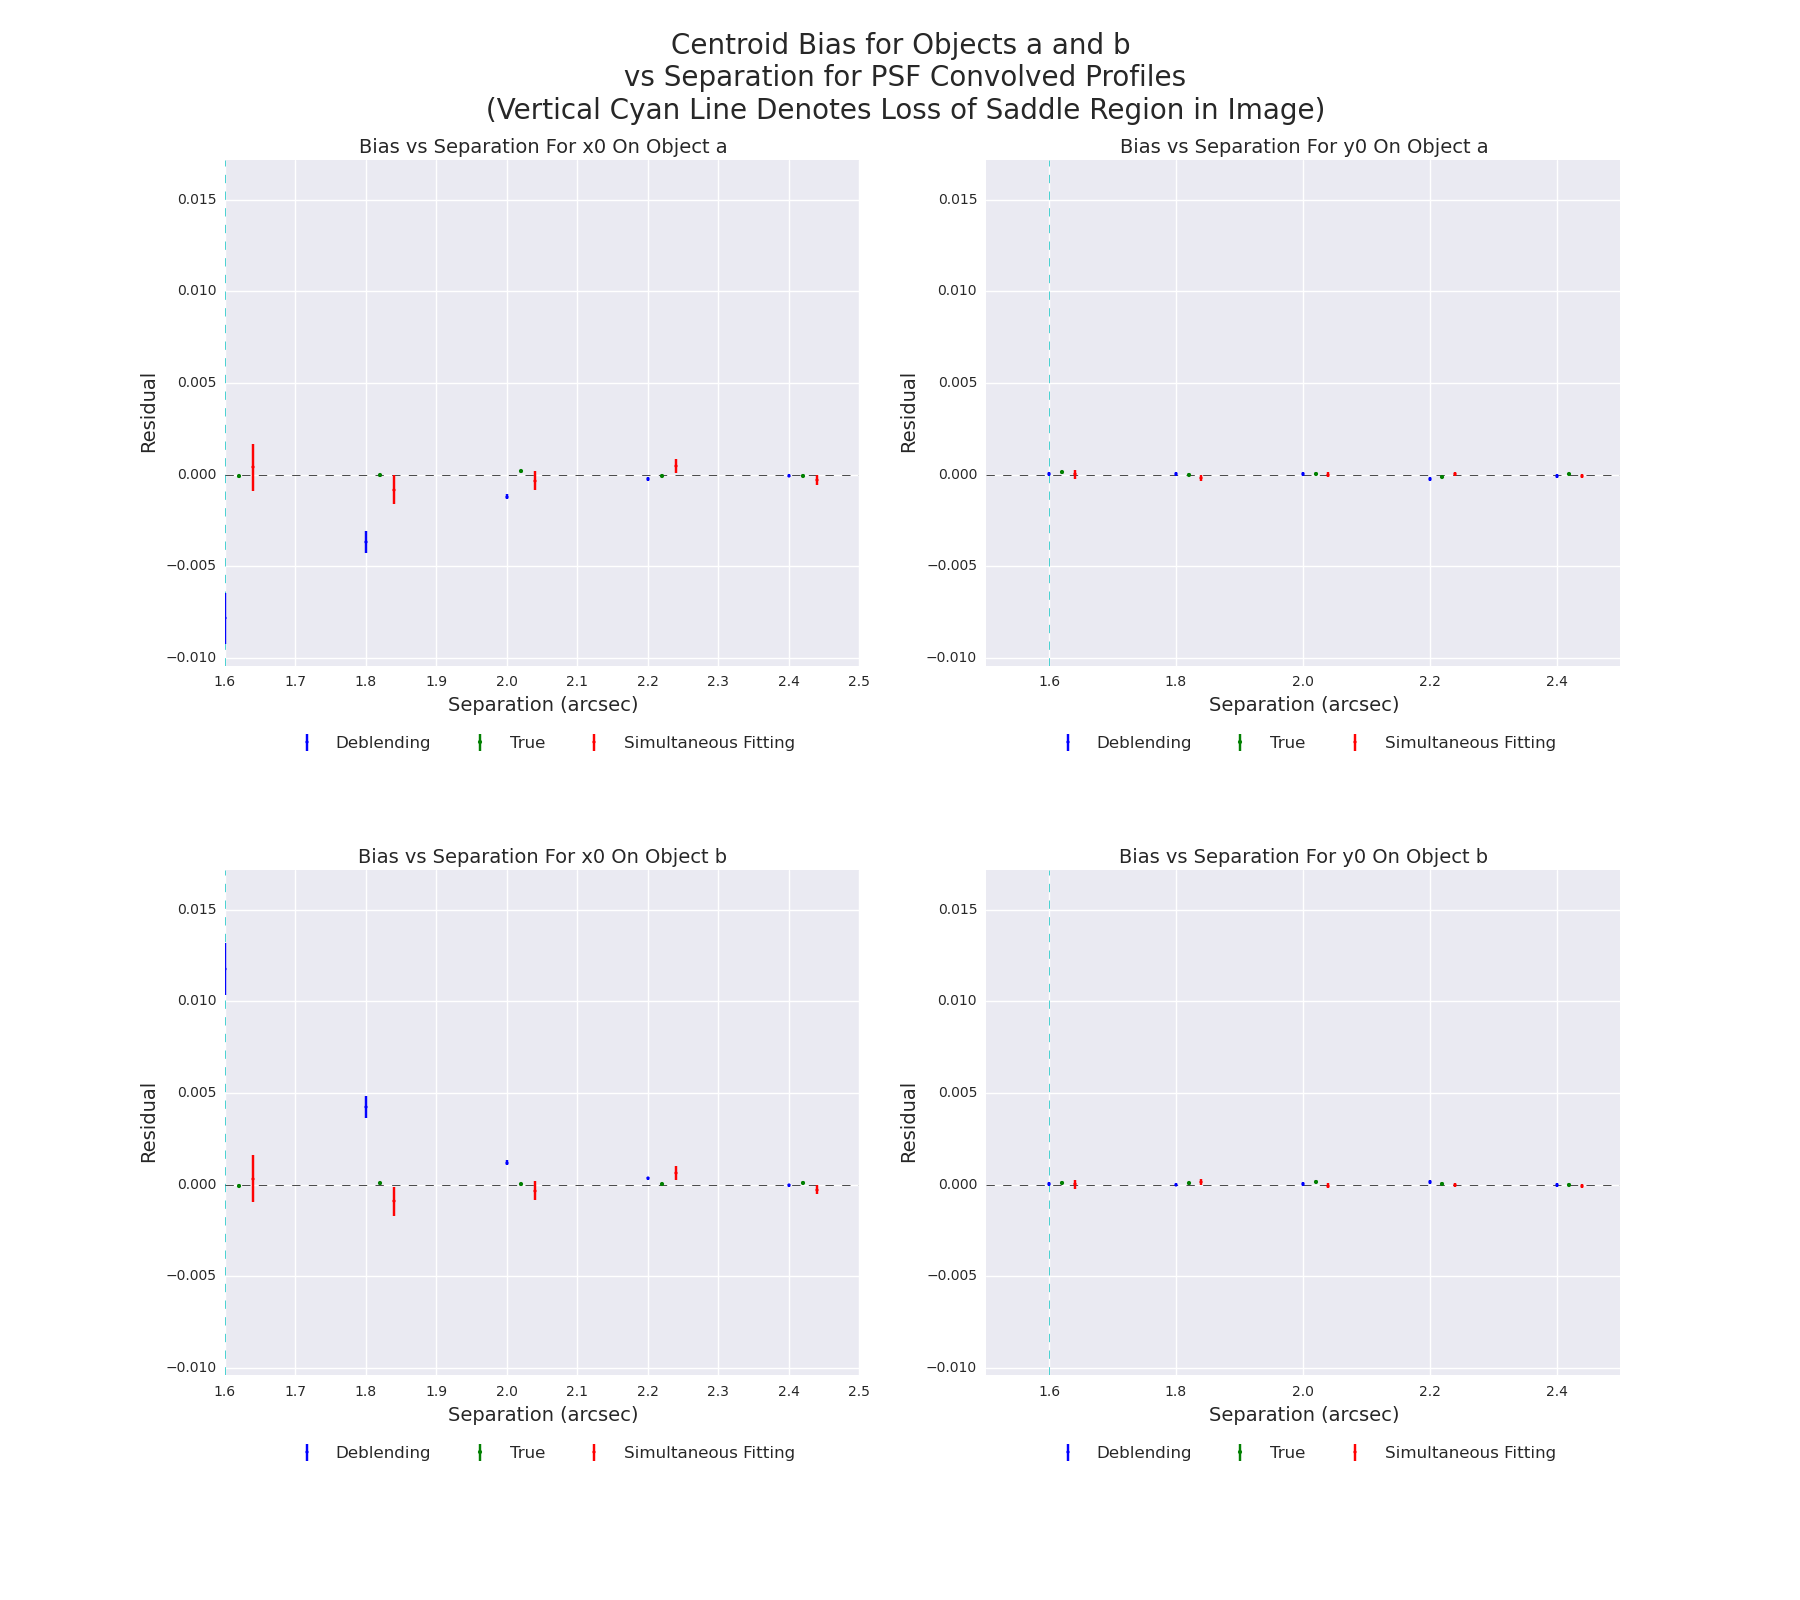 Centroid Bias for Objects a and b
vs Separation for PSF Convolved Profiles
(Vertical Cyan Line Denotes Loss of Saddle Region in Image)
Bias vs Separation For x0 On Object a
0.015
0.010
0.005
0.000
−0.005
−0.010
Residual
1.6 1.7 1.8 1.9 2.0 2.1 2.2 2.3 2.4 2.5
Separation (arcsec)
Deblending True Simultaneous Fitting
Bias vs Separation For y0 On Object a
0.015
0.010
0.005
0.000
−0.005
−0.010
Residual
1.6 1.8 2.0 2.2 2.4
Separation (arcsec)
Deblending True Simultaneous Fitting
Bias vs Separation For x0 On Object b
0.015
0.010
0.005
0.000
−0.005
−0.010
Residual
1.6 1.7 1.8 1.9 2.0 2.1 2.2 2.3 2.4 2.5
Separation (arcsec)
Deblending True Simultaneous Fitting
Bias vs Separation For y0 On Object b
0.015
0.010
0.005
0.000
−0.005
−0.010
Residual
1.6 1.8 2.0 2.2 2.4
Separation (arcsec)
Deblending True Simultaneous Fitting